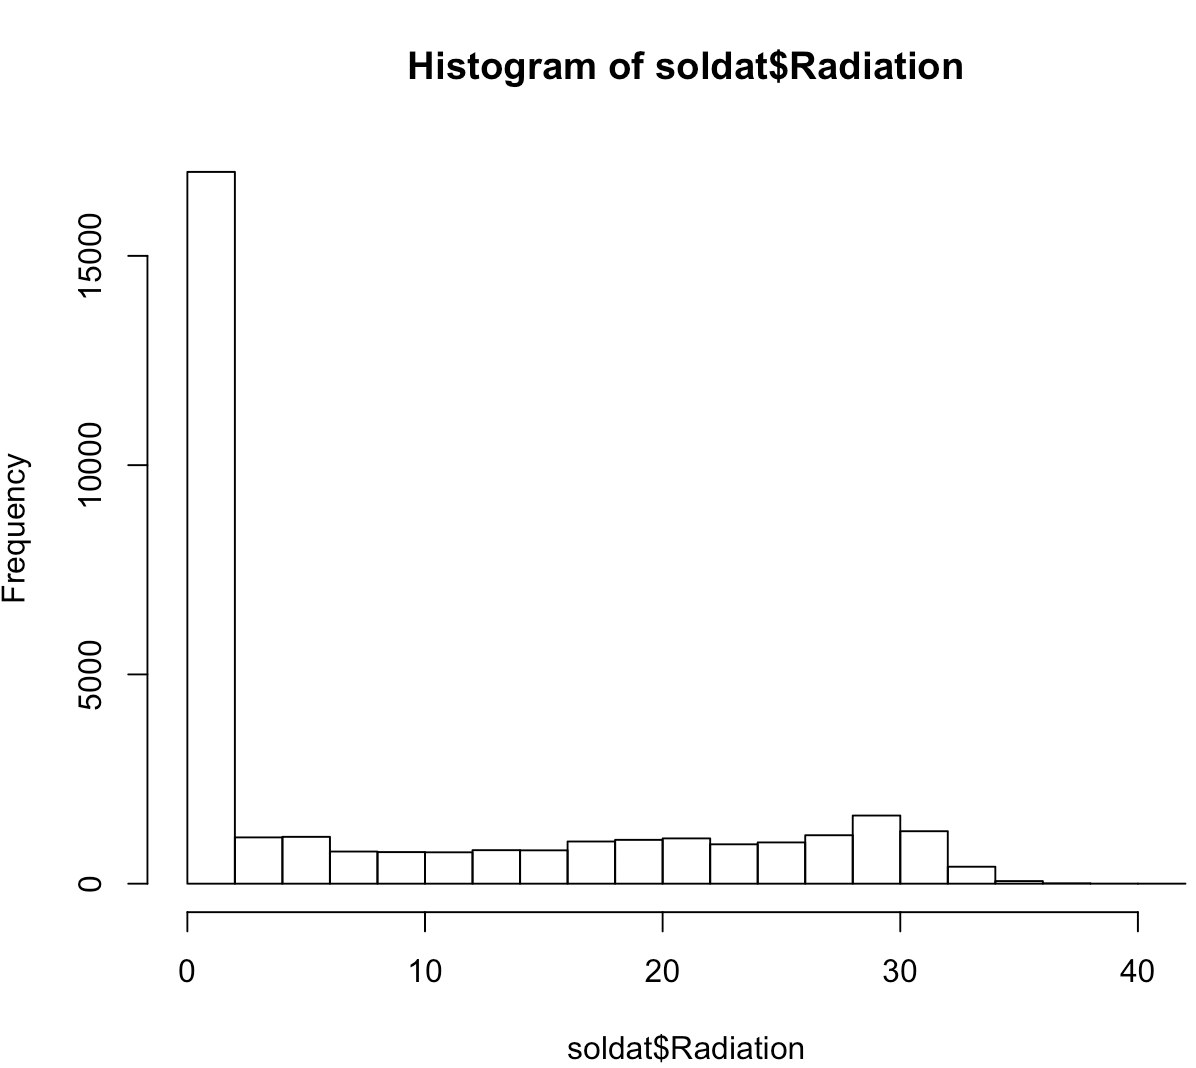 Histogram of soldat$Radiation
Frequency
15000
10000
5000
0
0 10 20 30 40
soldat$Radiation